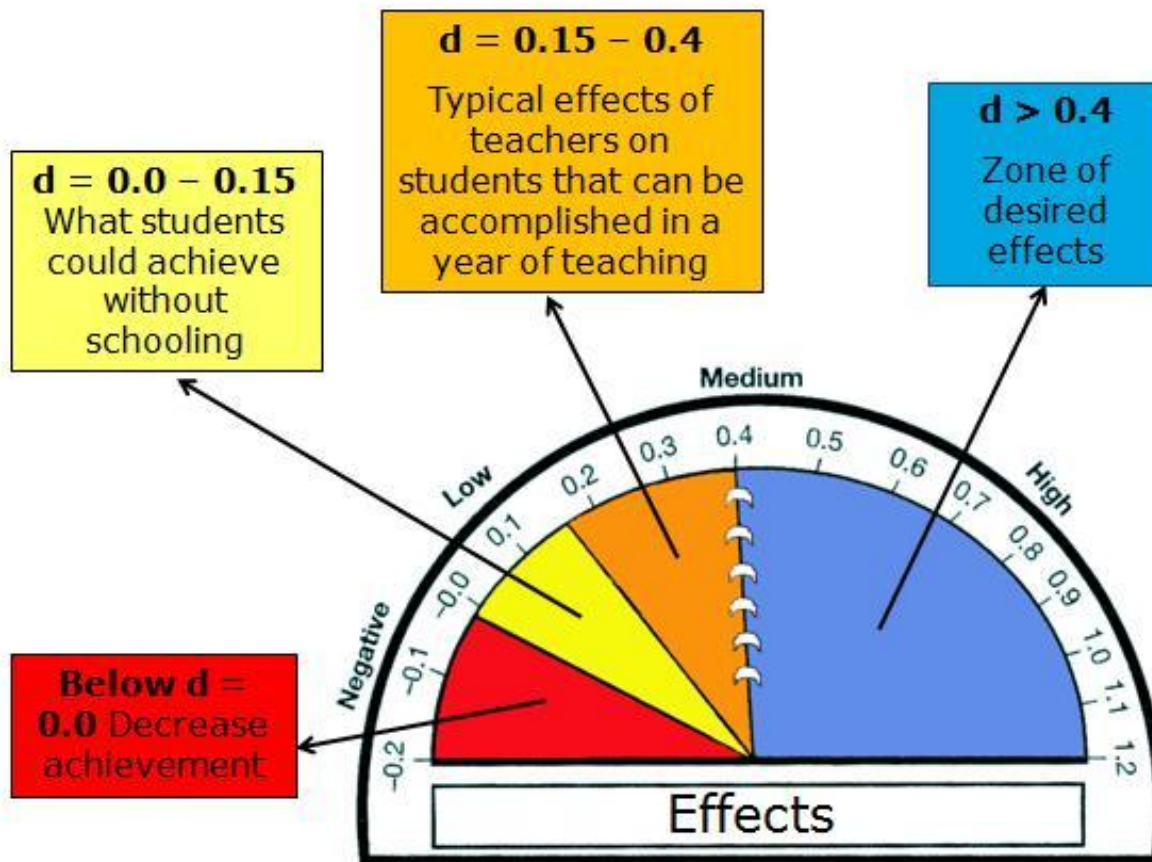 d = 0.15 – 0.4
Typical effects of
teachers on
students that can be
accomplished in a
year of teaching
d > 0.4
Zone of
desired
effects
d = 0.0 – 0.15
What students
could achieve
without
schooling
Below d =
0.0 Decrease
achievement
Negative
Low
Medium
High
-0.2
-0.1
-0.0
0.1
0.2
0.3
0.4
0.5
0.6
0.7
0.8
0.9
1.0
1.1
1.2
Effects